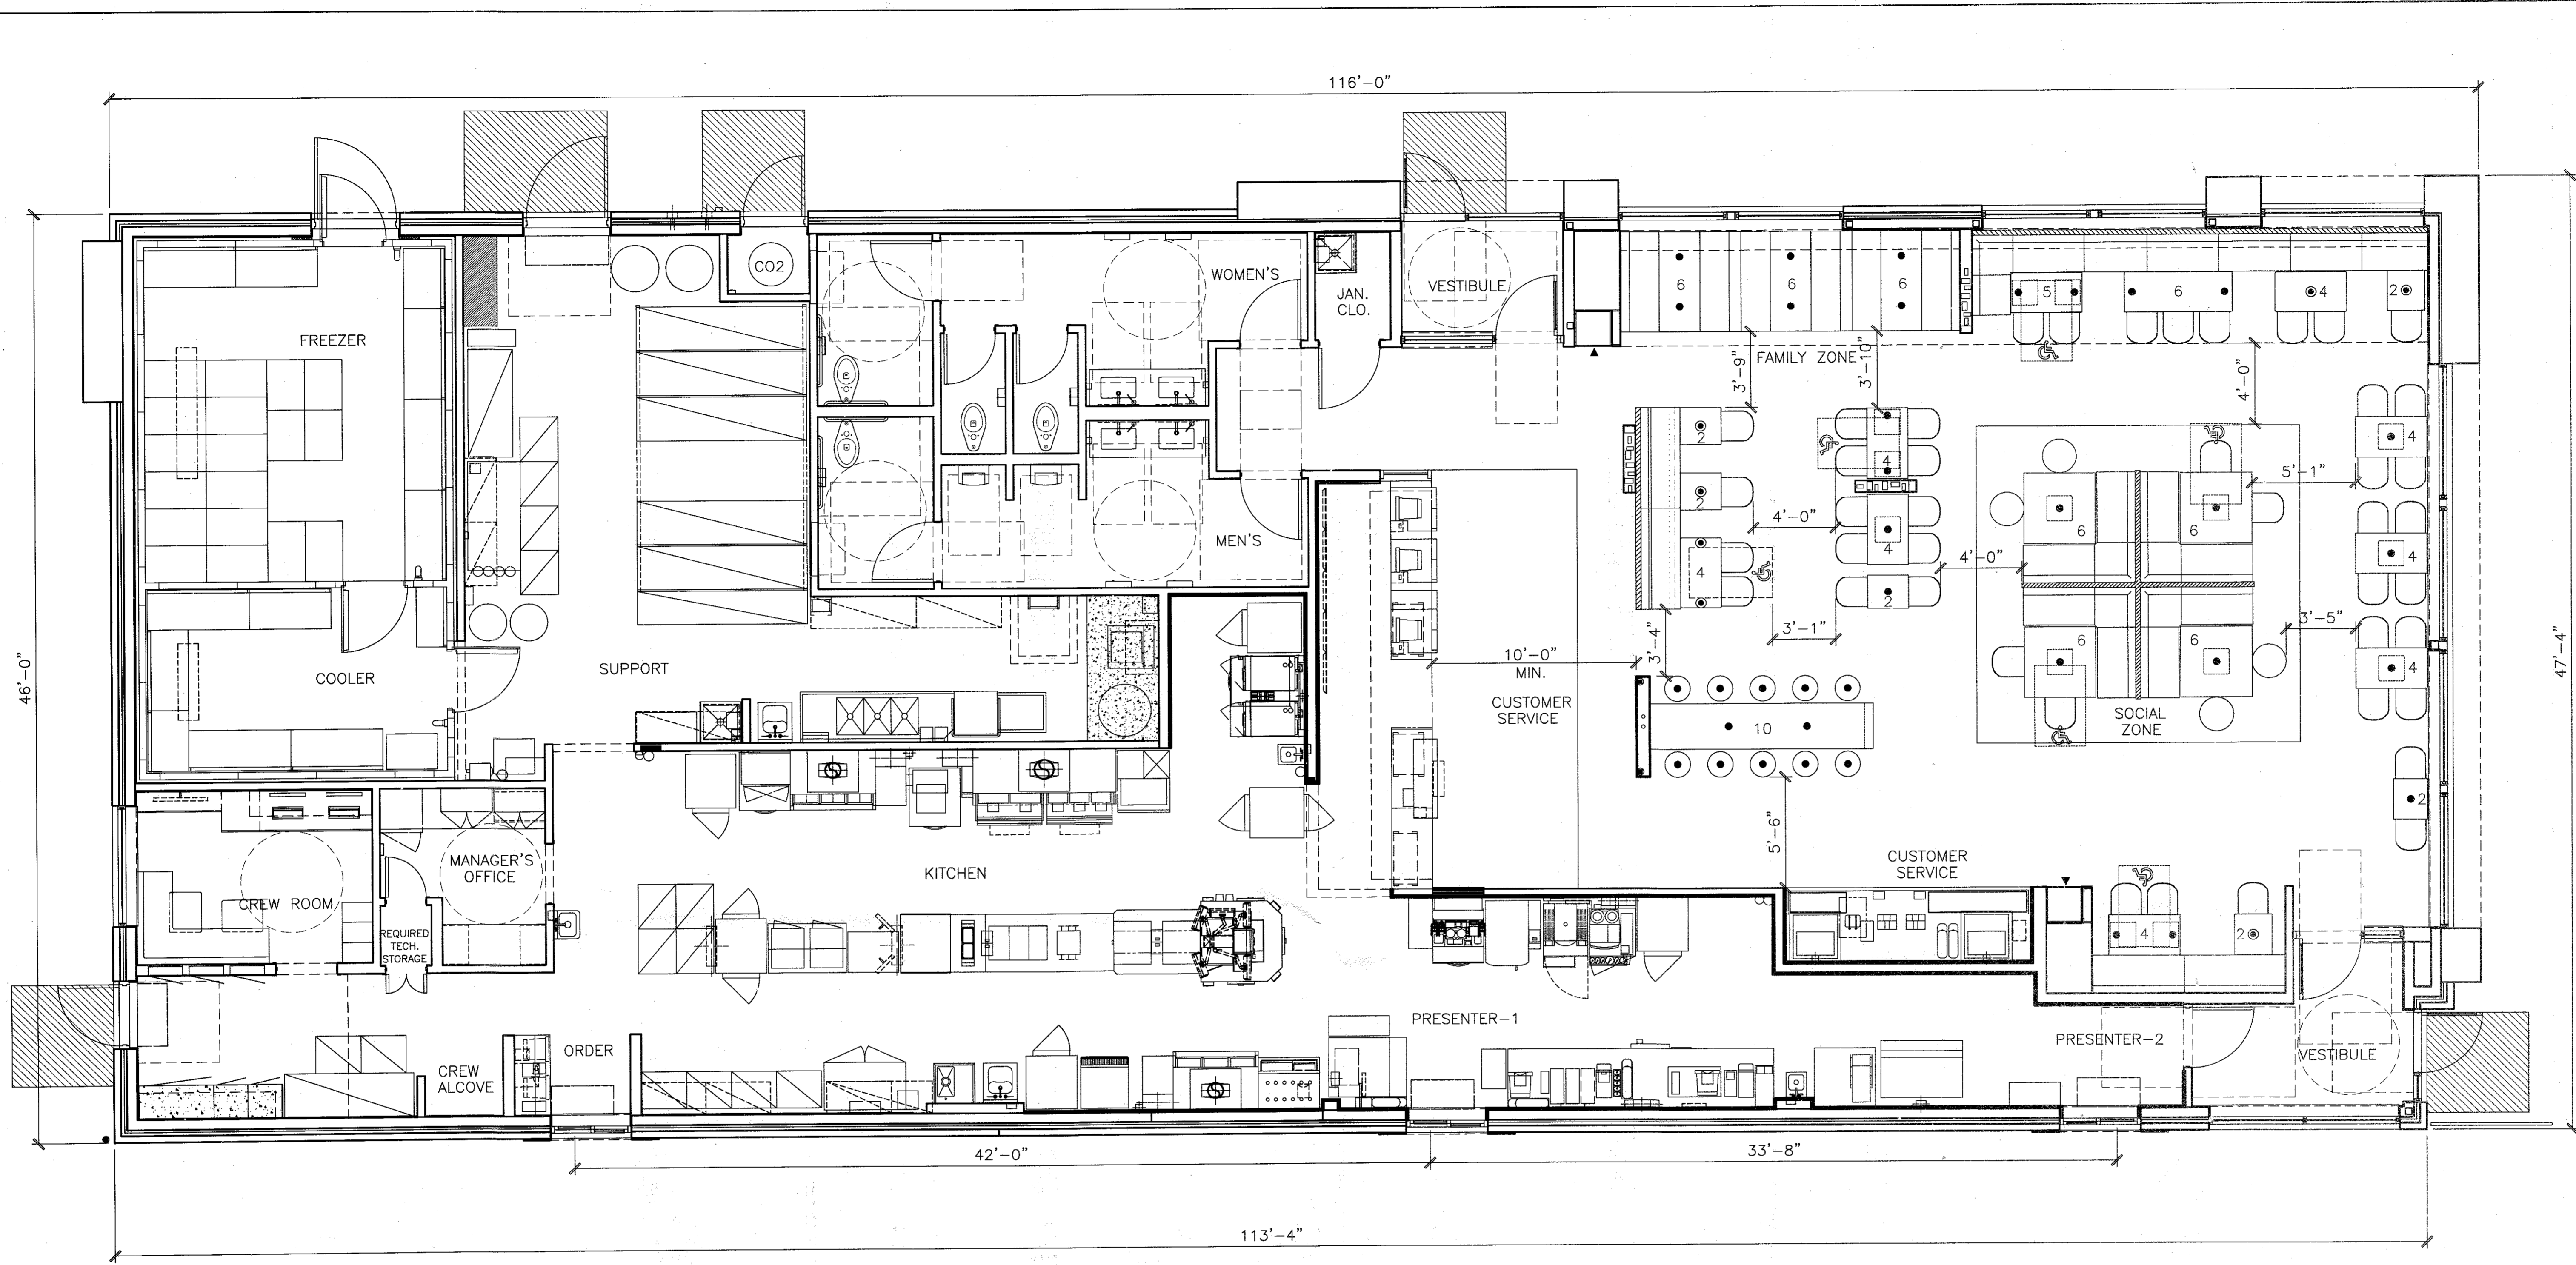 116'-0"
CO2
WOMEN'S
JAN.
CLO.
VESTIBULE
6
6
6
5
6
4
2
FREEZER
FAMILY ZONE
3'-9"
3'-10"
4'-0"
2
4
4
2
4'-0"
4
4
2
5'-1"
6
6
4'-0"
4
MEN'S
3'-1"
3'-4"
6
6
3'-5"
4
46'-0"
47'-4"
COOLER
SUPPORT
10'-0"
MIN.
CUSTOMER
SERVICE
10
SOCIAL
ZONE
2
5'-6"
MANAGER'S
OFFICE
KITCHEN
CUSTOMER
SERVICE
CREW ROOM
REQUIRED
TECH.
STORAGE
4
2
PRESENTER-1
PRESENTER-2
VESTIBULE
ORDER
CREW
ALCOVE
42'-0"
33'-8"
113'-4"